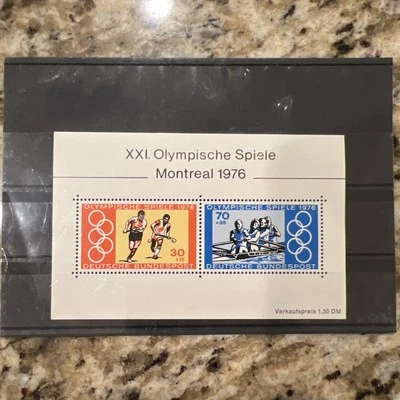 XXI. Olympische Spiele
Montreal 1976
OLYMPISCHE SPIELE 1976
30
+15
DEUTSCHE BUNDESPOST
OLYMPISCHE SPIELE 1976
70
+35
DEUTSCHE BUNDESPOST
Verkaufspreis 1,50 DM